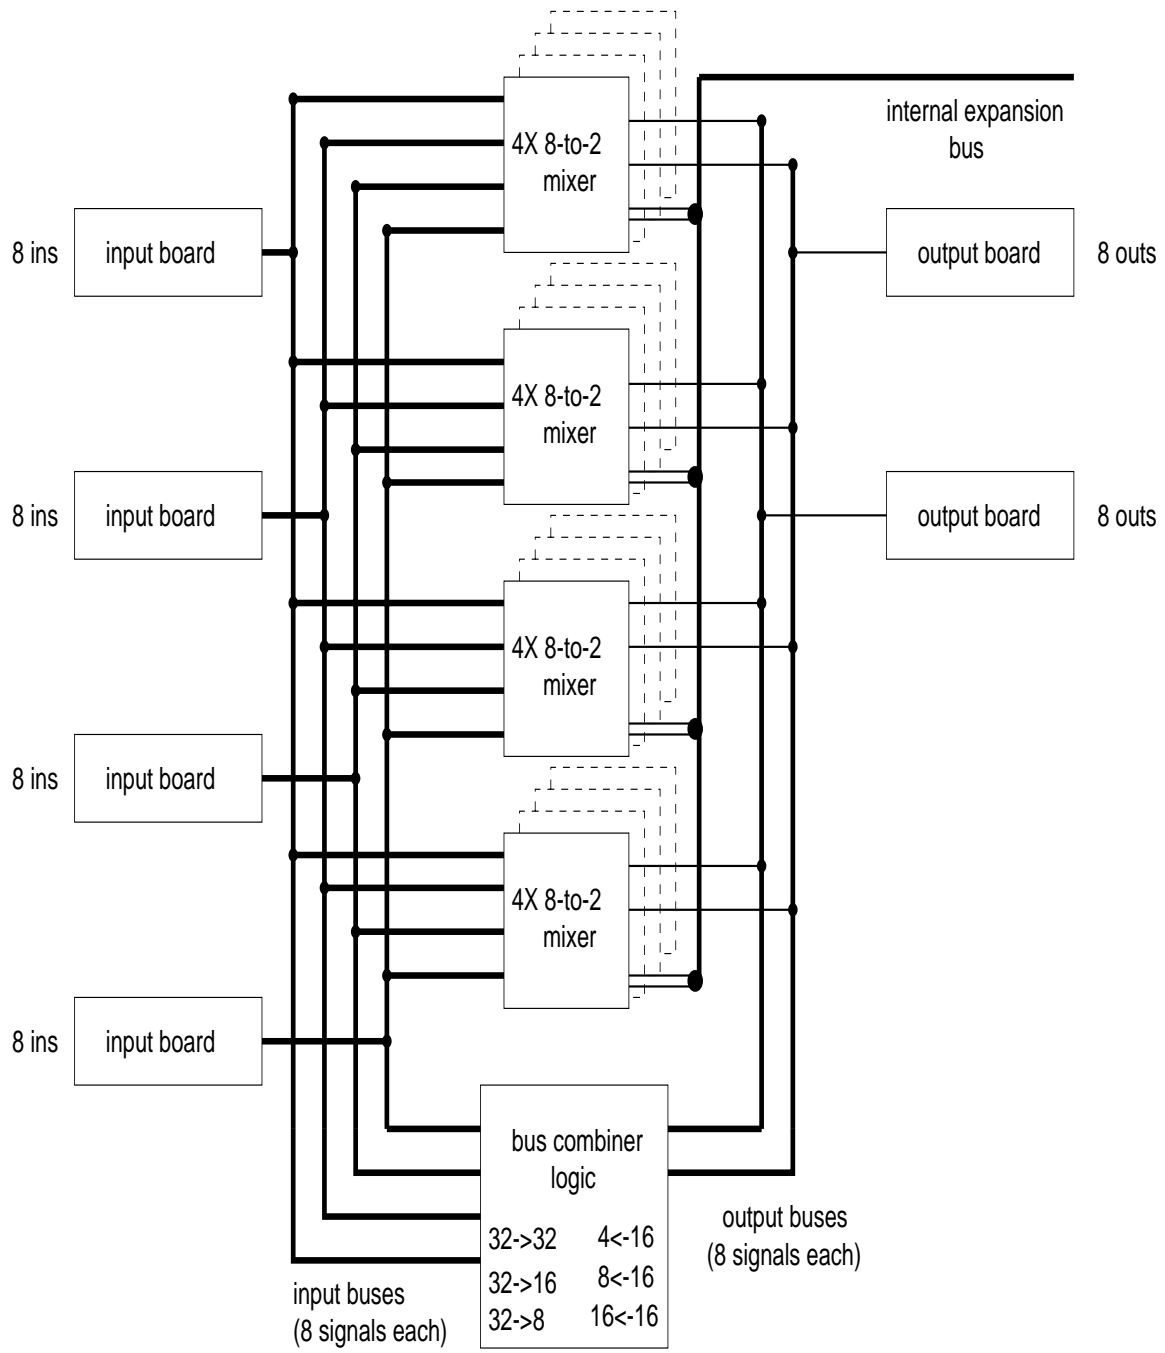 internal expansion
bus
4X 8-to-2
mixer
8 ins
input board
output board
8 outs
4X 8-to-2
mixer
8 ins
input board
output board
8 outs
4X 8-to-2
mixer
8 ins
input board
4X 8-to-2
mixer
8 ins
input board
bus combiner
logic
32->32 4<-16
32->16 8<-16
32->8 16<-16
output buses
(8 signals each)
input buses
(8 signals each)